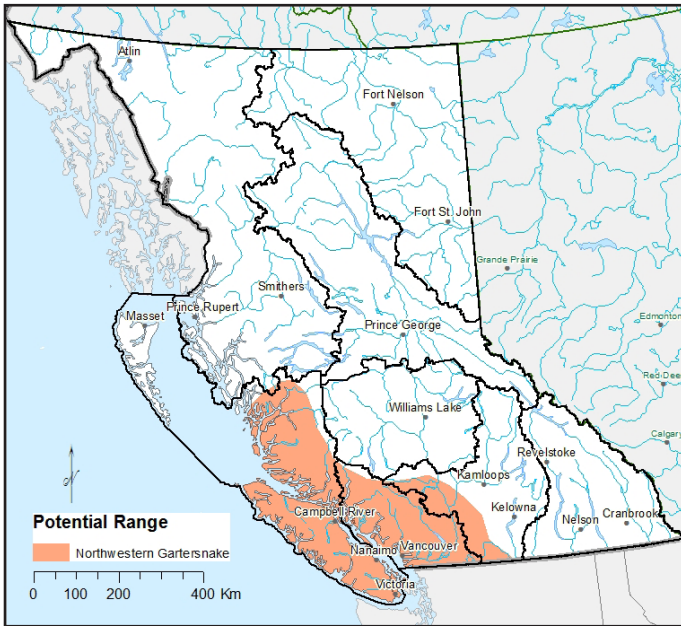 Atlin
Fort Nelson
Fort St. John
Grande Prairie
Smithers
Prince Rupert
Masset
Prince George
Edmonton
Red-Dee
Williams Lake
Calgary
Revelstoke
Kamloops
N
Kelowna
Cranbrook
Nelson
Campbell River
Potential Range
Northwestern Gartersnake
Nanaimo
Vancouver
Victoria
0 100 200 400 Km